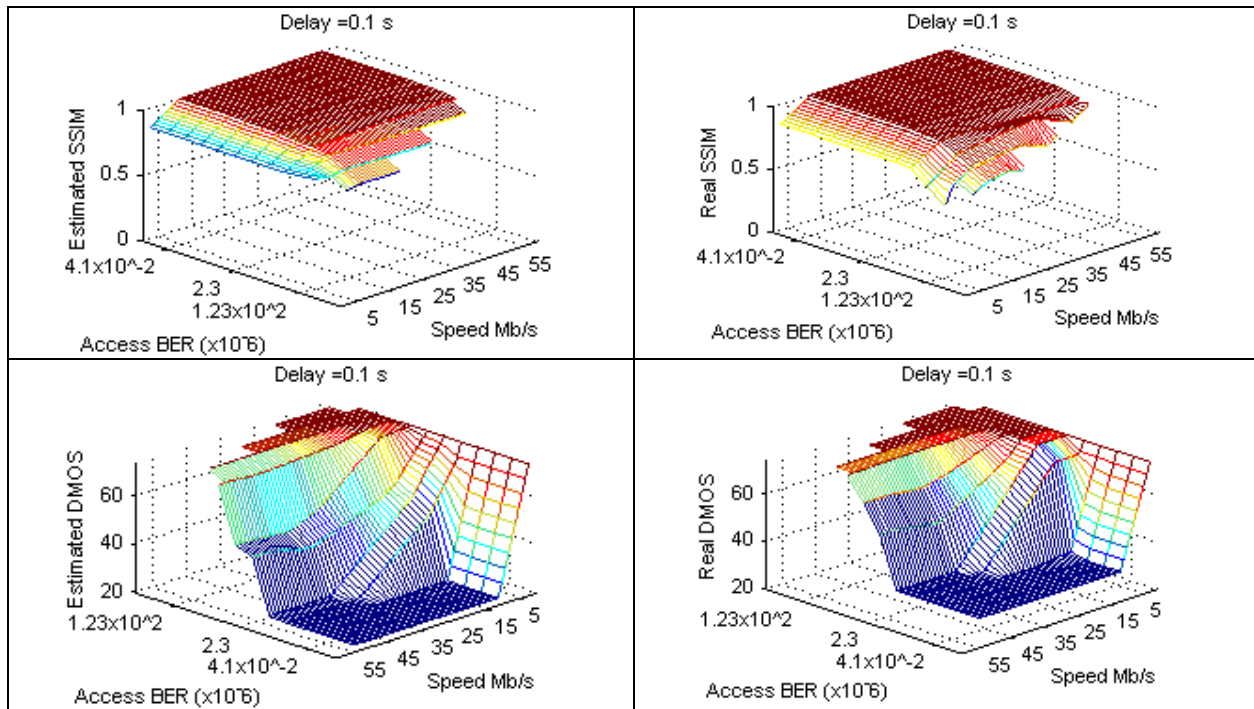 Delay =0.1 s
Estimated SSIM
1
0.5
0
4.1x10^-2
2.3
1.23x10^2
Access BER (x10¯6)
5
15
25
35
45
55
Speed Mb/s
Delay =0.1 s
Real SSIM
1
0.5
0
4.1x10^-2
2.3
1.23x10^2
Access BER (x10¯6)
5
15
25
35
45
55
Speed Mb/s
Delay =0.1 s
Estimated DMOS
60
40
20
1.23x10^2
2.3
4.1x10^-2
Access BER (x10¯6)
55
45
35
25
15
5
Speed Mb/s
Delay =0.1 s
Real DMOS
60
40
20
1.23x10^2
2.3
4.1x10^-2
Access BER (x10¯6)
55
45
35
25
15
5
Speed Mb/s